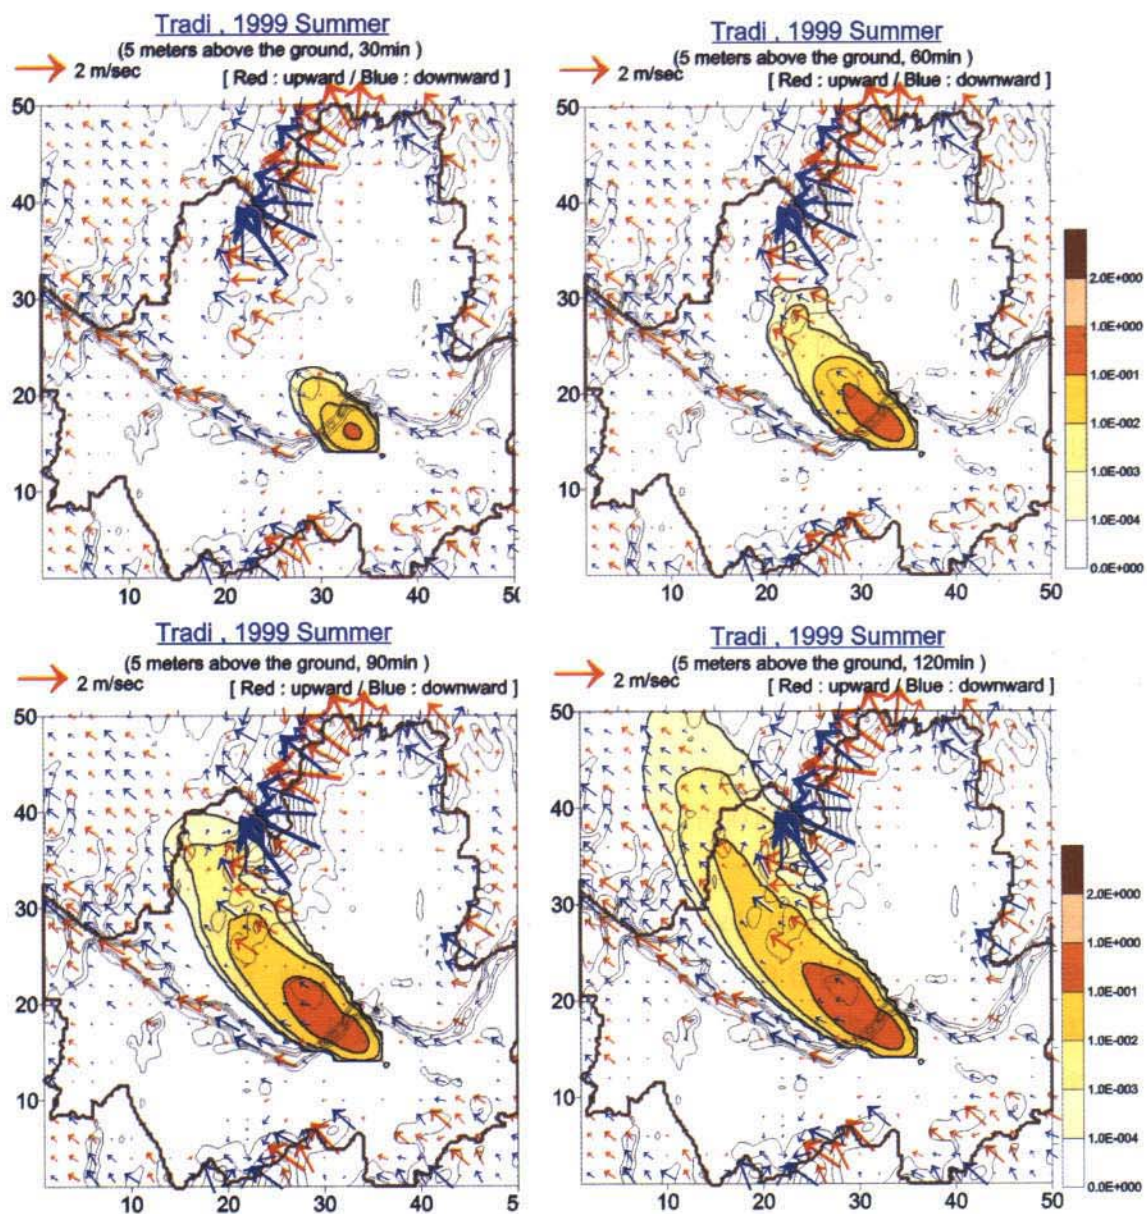 Tradi , 1999 Summer
(5 meters above the ground, 30min )
2 m/sec
[ Red : upward / Blue : downward ]
50
40
30
20
10
10 20 30 40 5
Tradi , 1999 Summer
(5 meters above the ground, 60min )
2 m/sec
[ Red : upward / Blue : downward ]
50
40
30
20
10
10 20 30 40 50
2.0E+000
1.0E+000
1.0E-001
1.0E-002
1.0E-003
1.0E-004
0.0E+000
Tradi , 1999 Summer
(5 meters above the ground, 90min )
2 m/sec
[ Red : upward / Blue : downward ]
50
40
30
20
10
10 20 30 40 5
Tradi , 1999 Summer
(5 meters above the ground, 120min )
2 m/sec
[ Red : upward / Blue : downward ]
50
40
30
20
10
10 20 30 40 50
2.0E+000
1.0E+000
1.0E-001
1.0E-002
1.0E-003
1.0E-004
0.0E+000